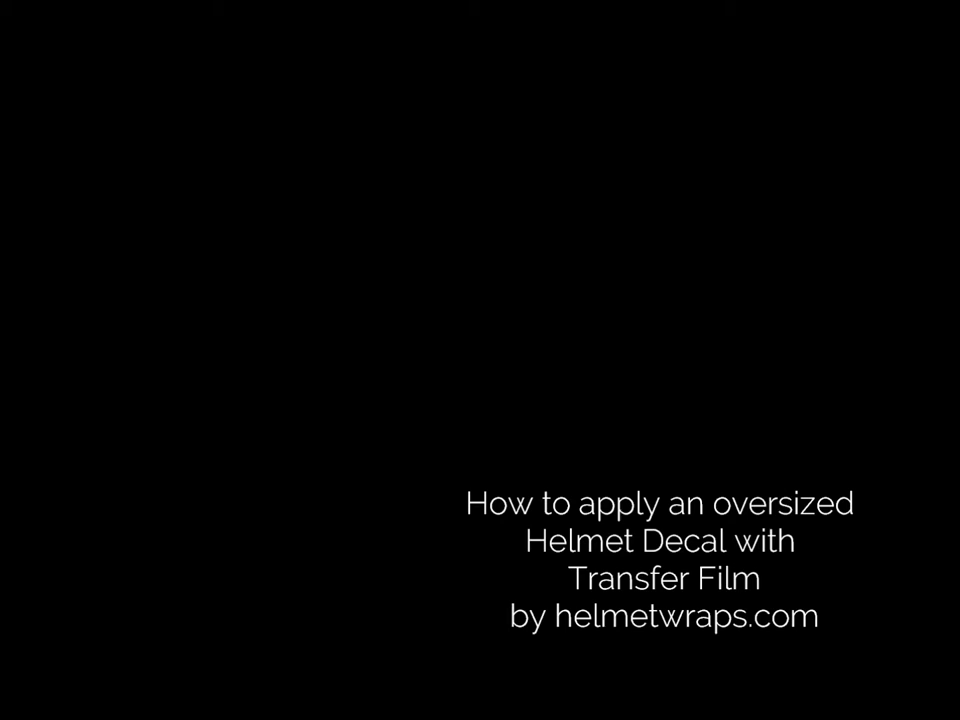 How to apply an oversized
Helmet Decal with
Transfer Film
by helmetwraps.com